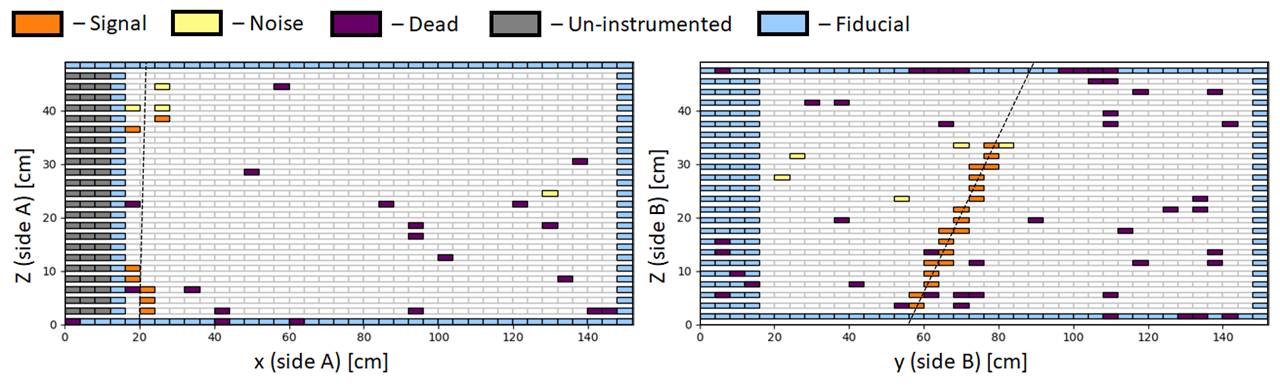 – Signal – Noise – Dead – Un-instrumented – Fiducial
Z (side A) [cm]
40
30
20
10
0
0 20 40 60 80 100 120 140
x (side A) [cm]
Z (side B) [cm]
40
30
20
10
0
0 20 40 60 80 100 120 140
y (side B) [cm]